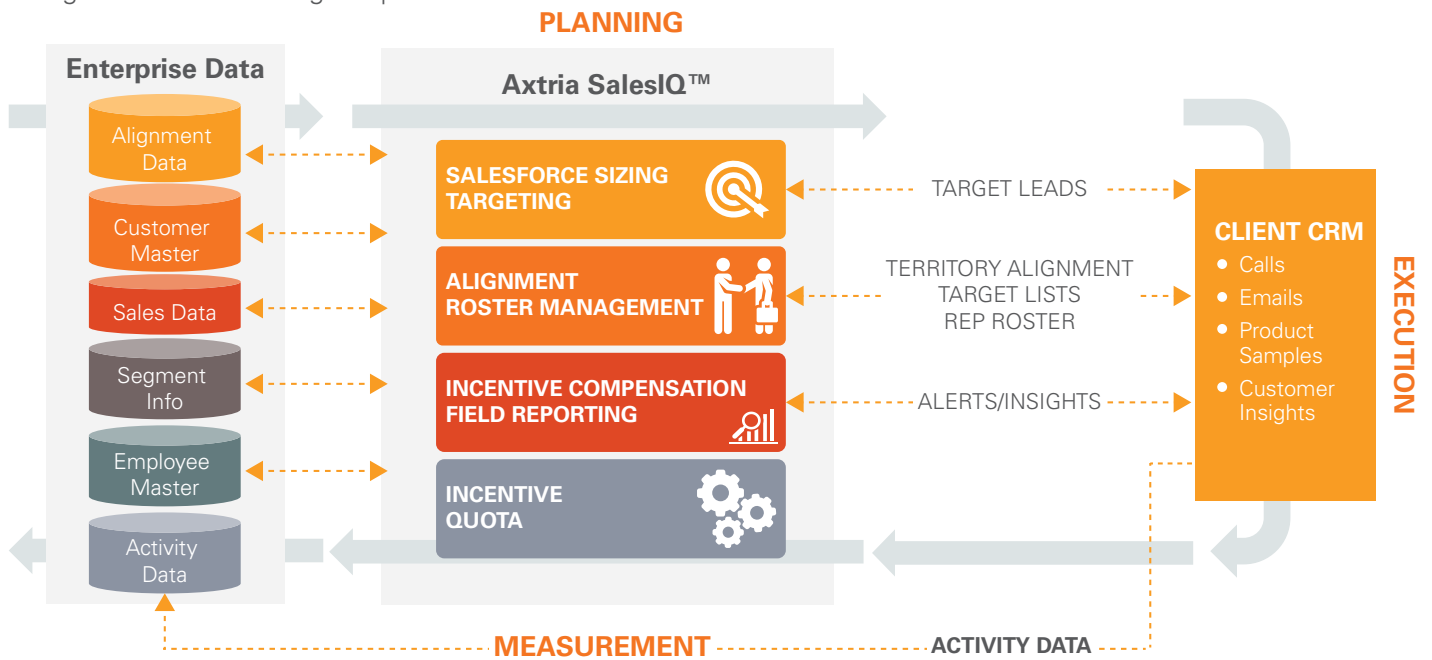 PLANNING
Enterprise Data
Alignment
Data
Customer
Master
Sales Data
Segment
Info
Employee
Master
Activity
Data
Axtria SalesIQ™
SALESFORCE SIZING
TARGETING
ALIGNMENT
ROSTER MANAGEMENT
INCENTIVE COMPENSATION
FIELD REPORTING
INCENTIVE
QUOTA
TARGET LEADS
TERRITORY ALIGNMENT
TARGET LISTS
REP ROSTER
ALERTS/INSIGHTS
CLIENT CRM
• Calls
• Emails
• Product
Samples
• Customer
Insights
EXECUTION
MEASUREMENT
ACTIVITY DATA